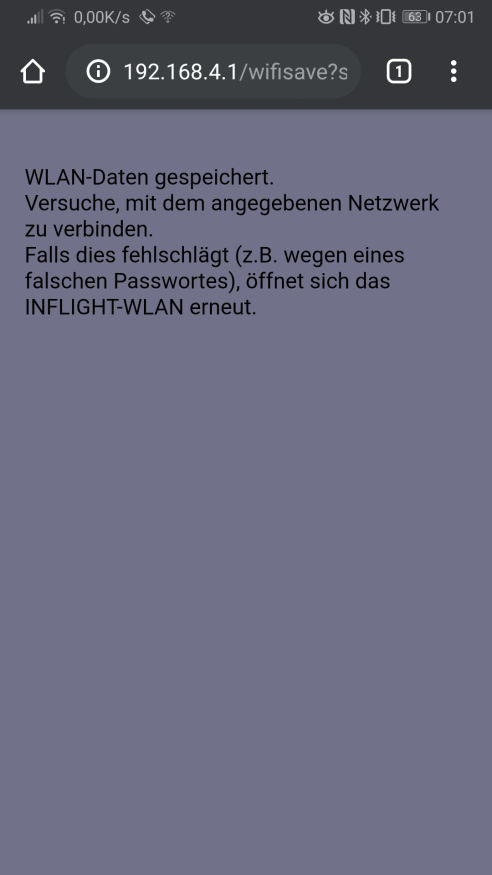 0,00K/s 63 07:01
192.168.4.1/wifisave?s 1
WLAN-Daten gespeichert.
Versuche, mit dem angegebenen Netzwerk
zu verbinden.
Falls dies fehlschlägt (z.B. wegen eines
falschen Passwortes), öffnet sich das
INFLIGHT-WLAN erneut.